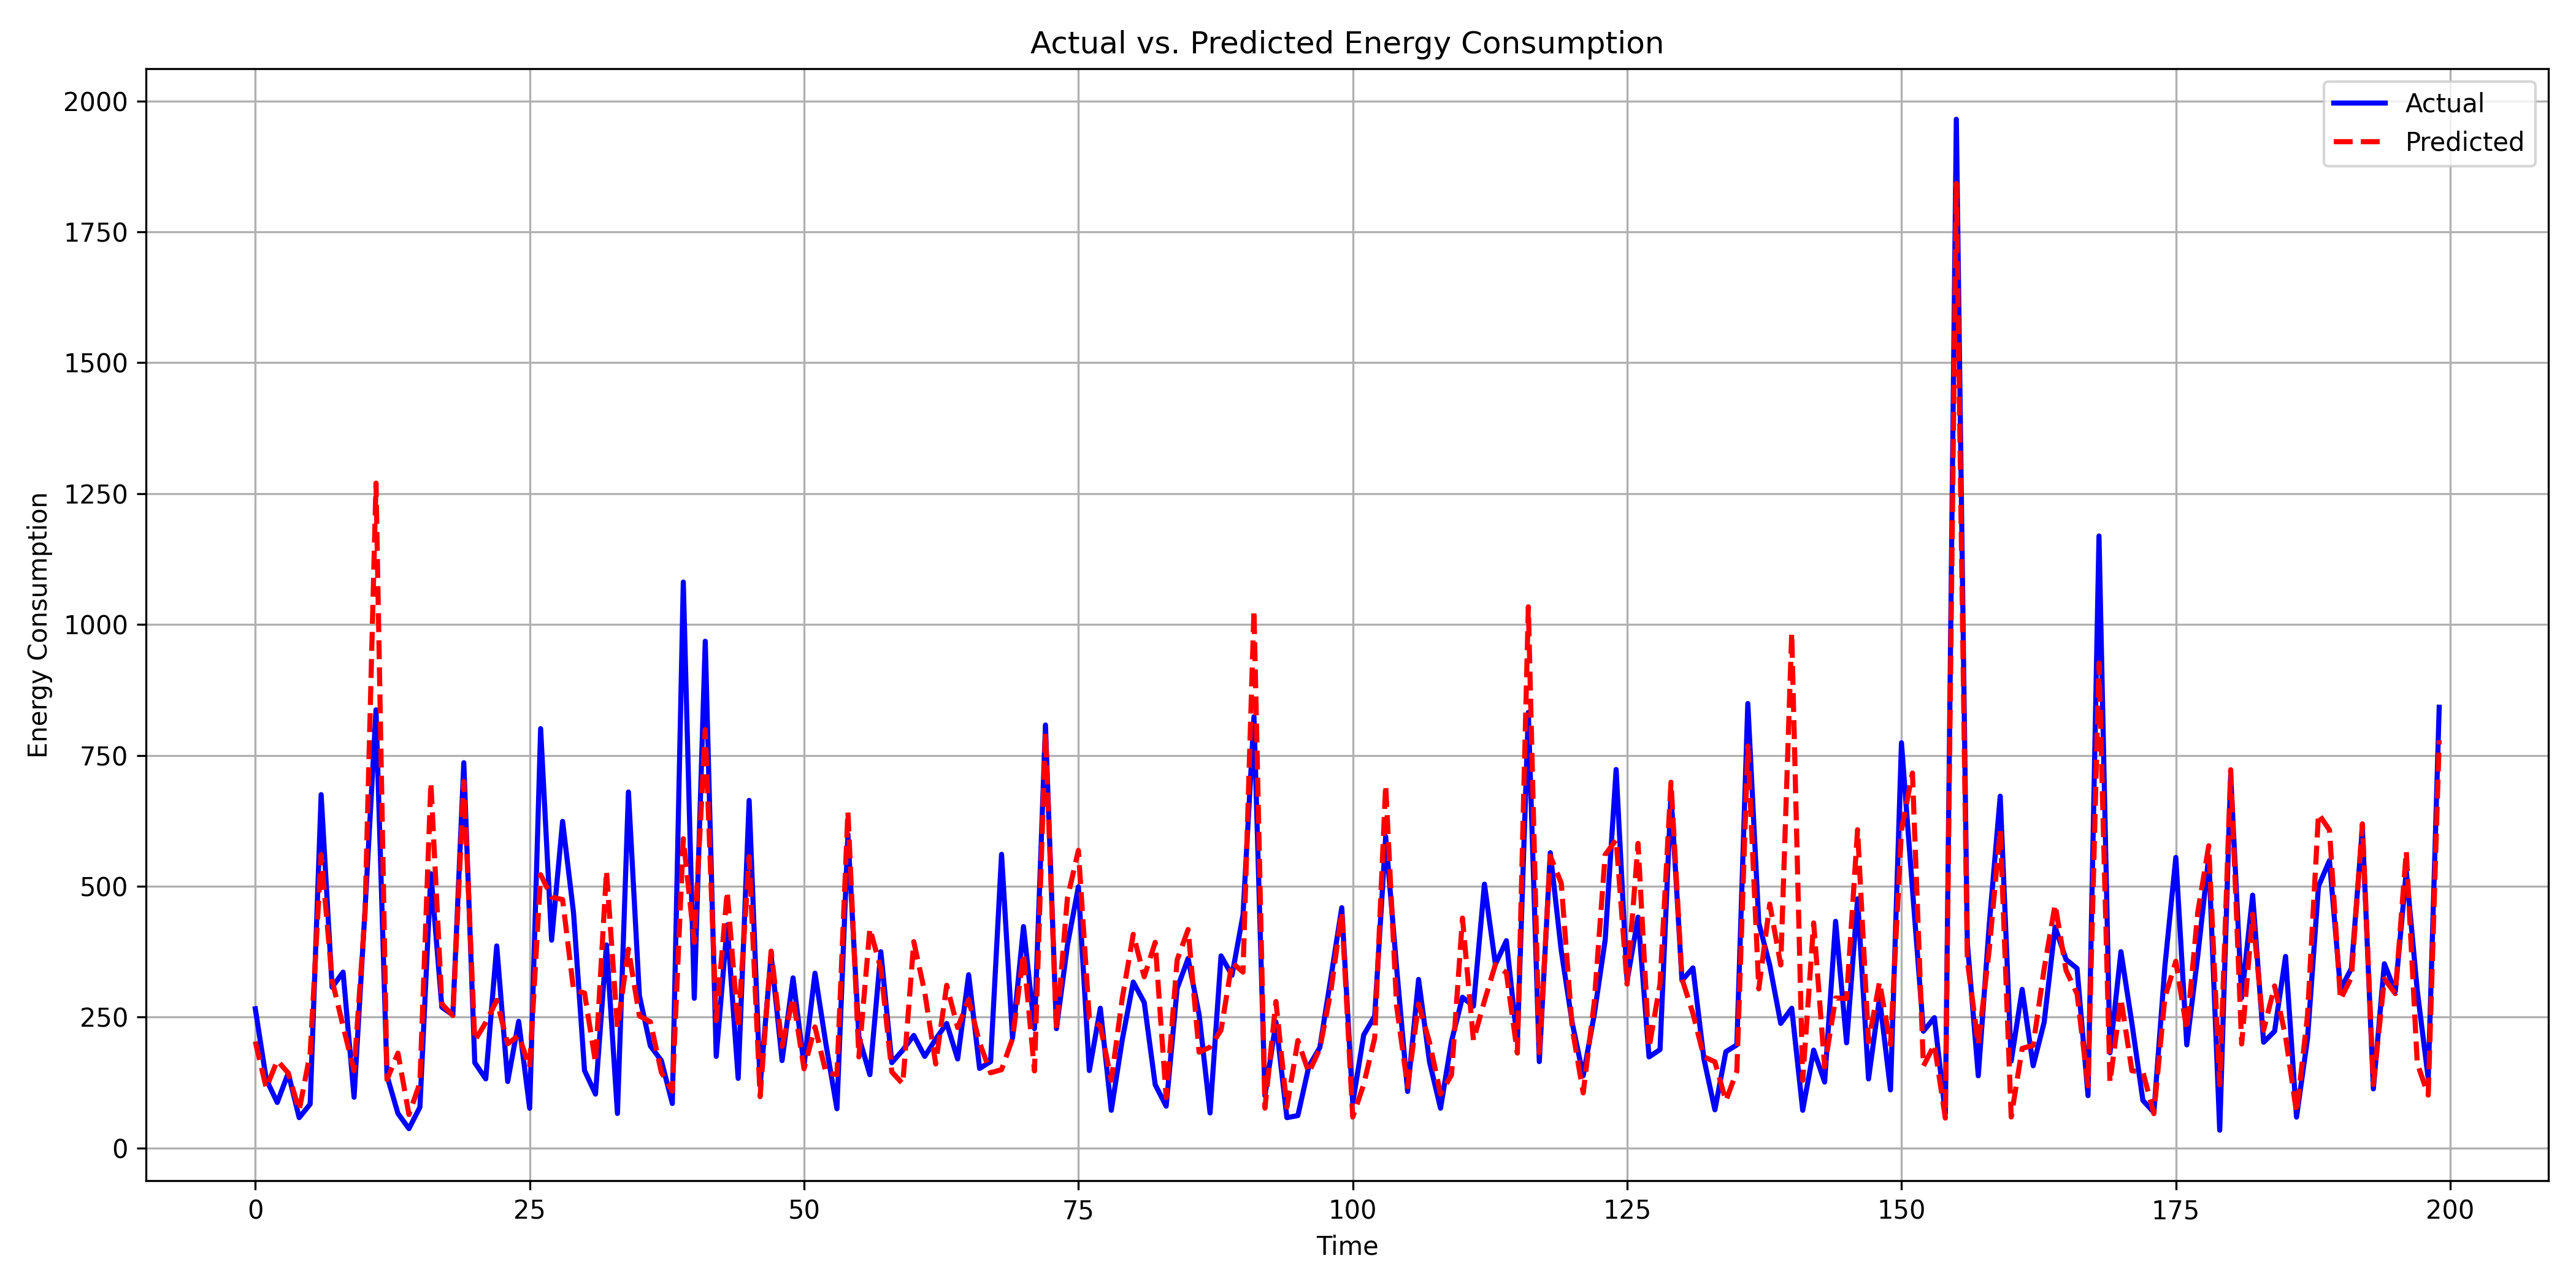 Actual vs. Predicted Energy Consumption
Actual
Predicted
2000
1750
1500
1250
1000
750
500
250
0
Energy Consumption
0 25 50 75 100 125 150 175 200
Time